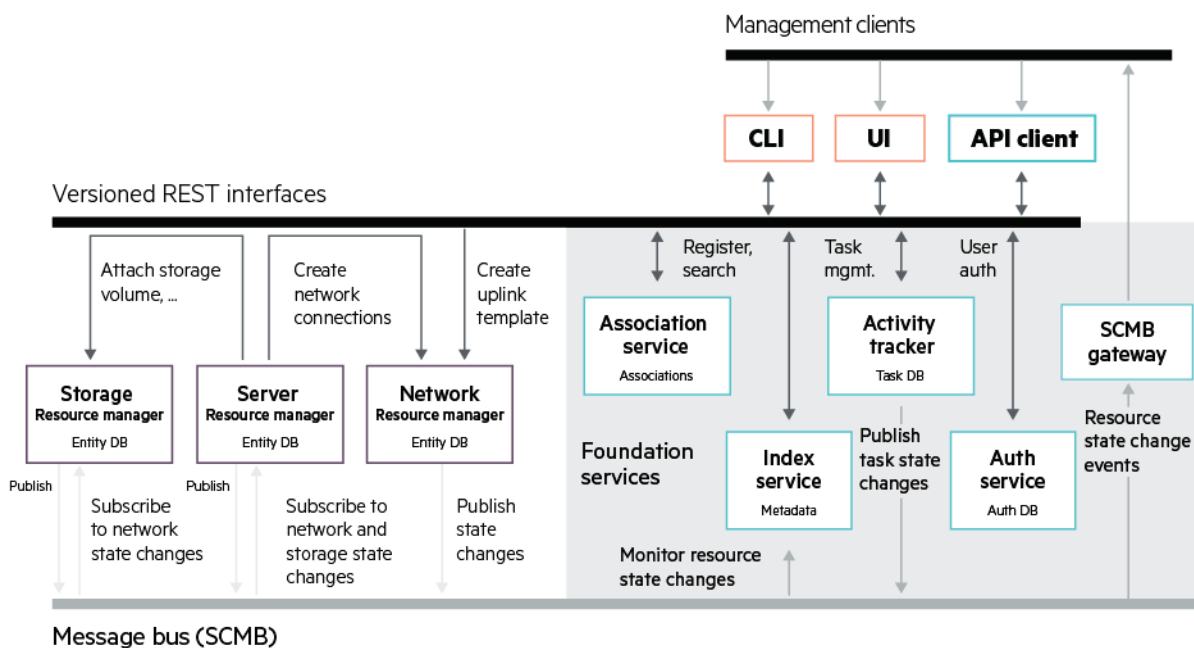 Management clients
CLI
UI
API client
Versioned REST interfaces
Attach storage
volume, ...
Create
network
connections
Create
uplink
template
Register,
search
Task
mgmt.
User
auth
Association
service
Associations
Activity
tracker
Task DB
SCMB
gateway
Storage
Resource manager
Entity DB
Server
Resource manager
Entity DB
Network
Resource manager
Entity DB
Foundation
services
Index
service
Metadata
Publish
task state
changes
Auth
service
Auth DB
Resource
state change
events
Publish
Subscribe
to network
state changes
Publish
Subscribe to
network and
storage state
changes
Publish
state
changes
Monitor resource
state changes
Message bus (SCMB)